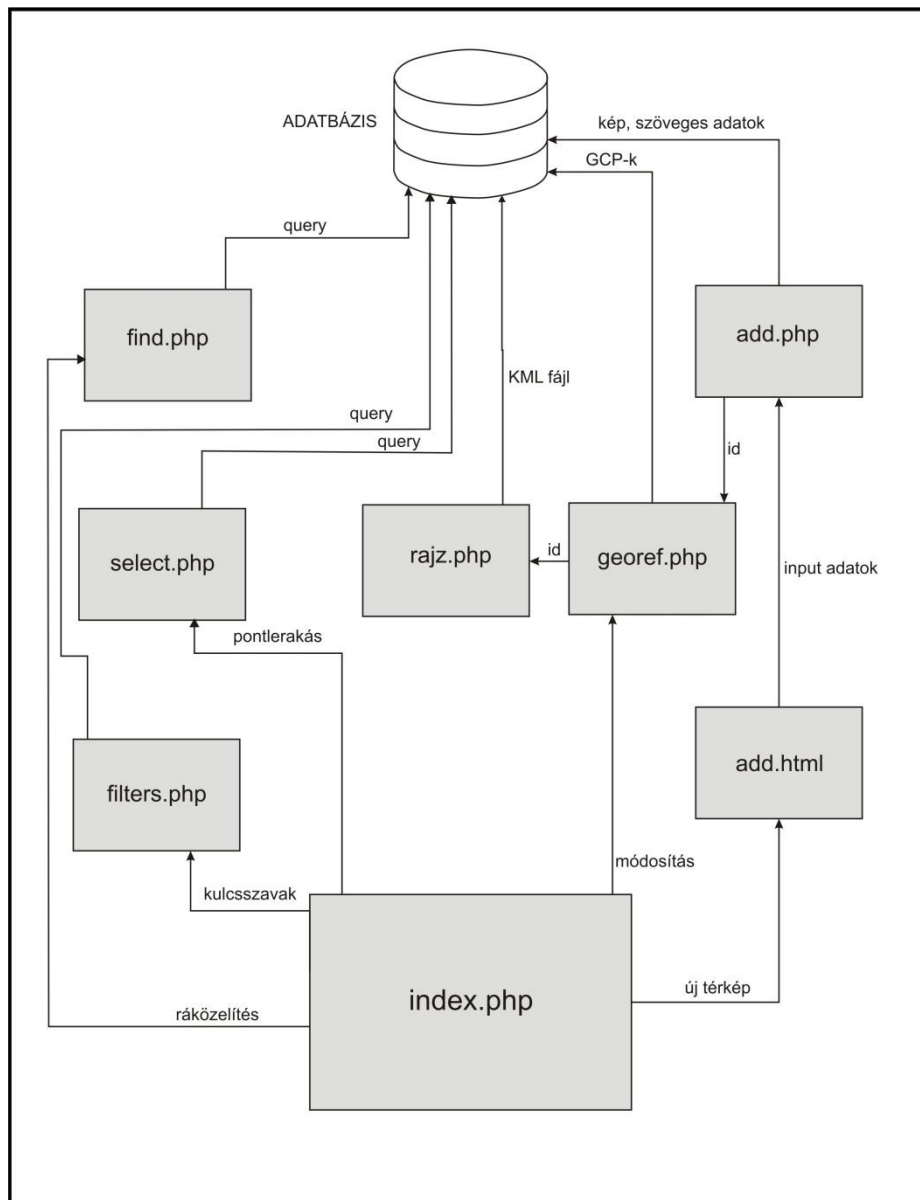 ADATBÁZIS
kép, szöveges adatok
GCP-k
query
find.php
add.php
KML fájl
query
query
id
select.php
rajz.php
id
georef.php
input adatok
pontlerakás
filters.php
add.html
módosítás
kulcsszavak
index.php
új térkép
ráközelítés